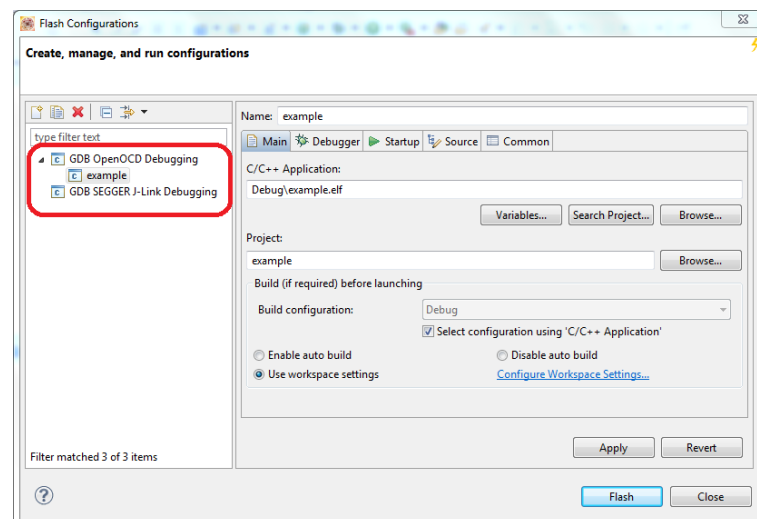 Flash Configurations
Create, manage, and run configurations
type filter text
GDB OpenOCD Debugging
example
GDB SEGGER J-Link Debugging
Filter matched 3 of 3 items
Name: example
Main Debugger Startup Source Common
C/C++ Application:
Debug\example.elf
Variables... Search Project... Browse...
Project:
example Browse...
Build (if required) before launching
Build configuration: Debug
Select configuration using 'C/C++ Application'
Enable auto build Disable auto build
Use workspace settings Configure Workspace Settings...
Apply Revert
Flash Close